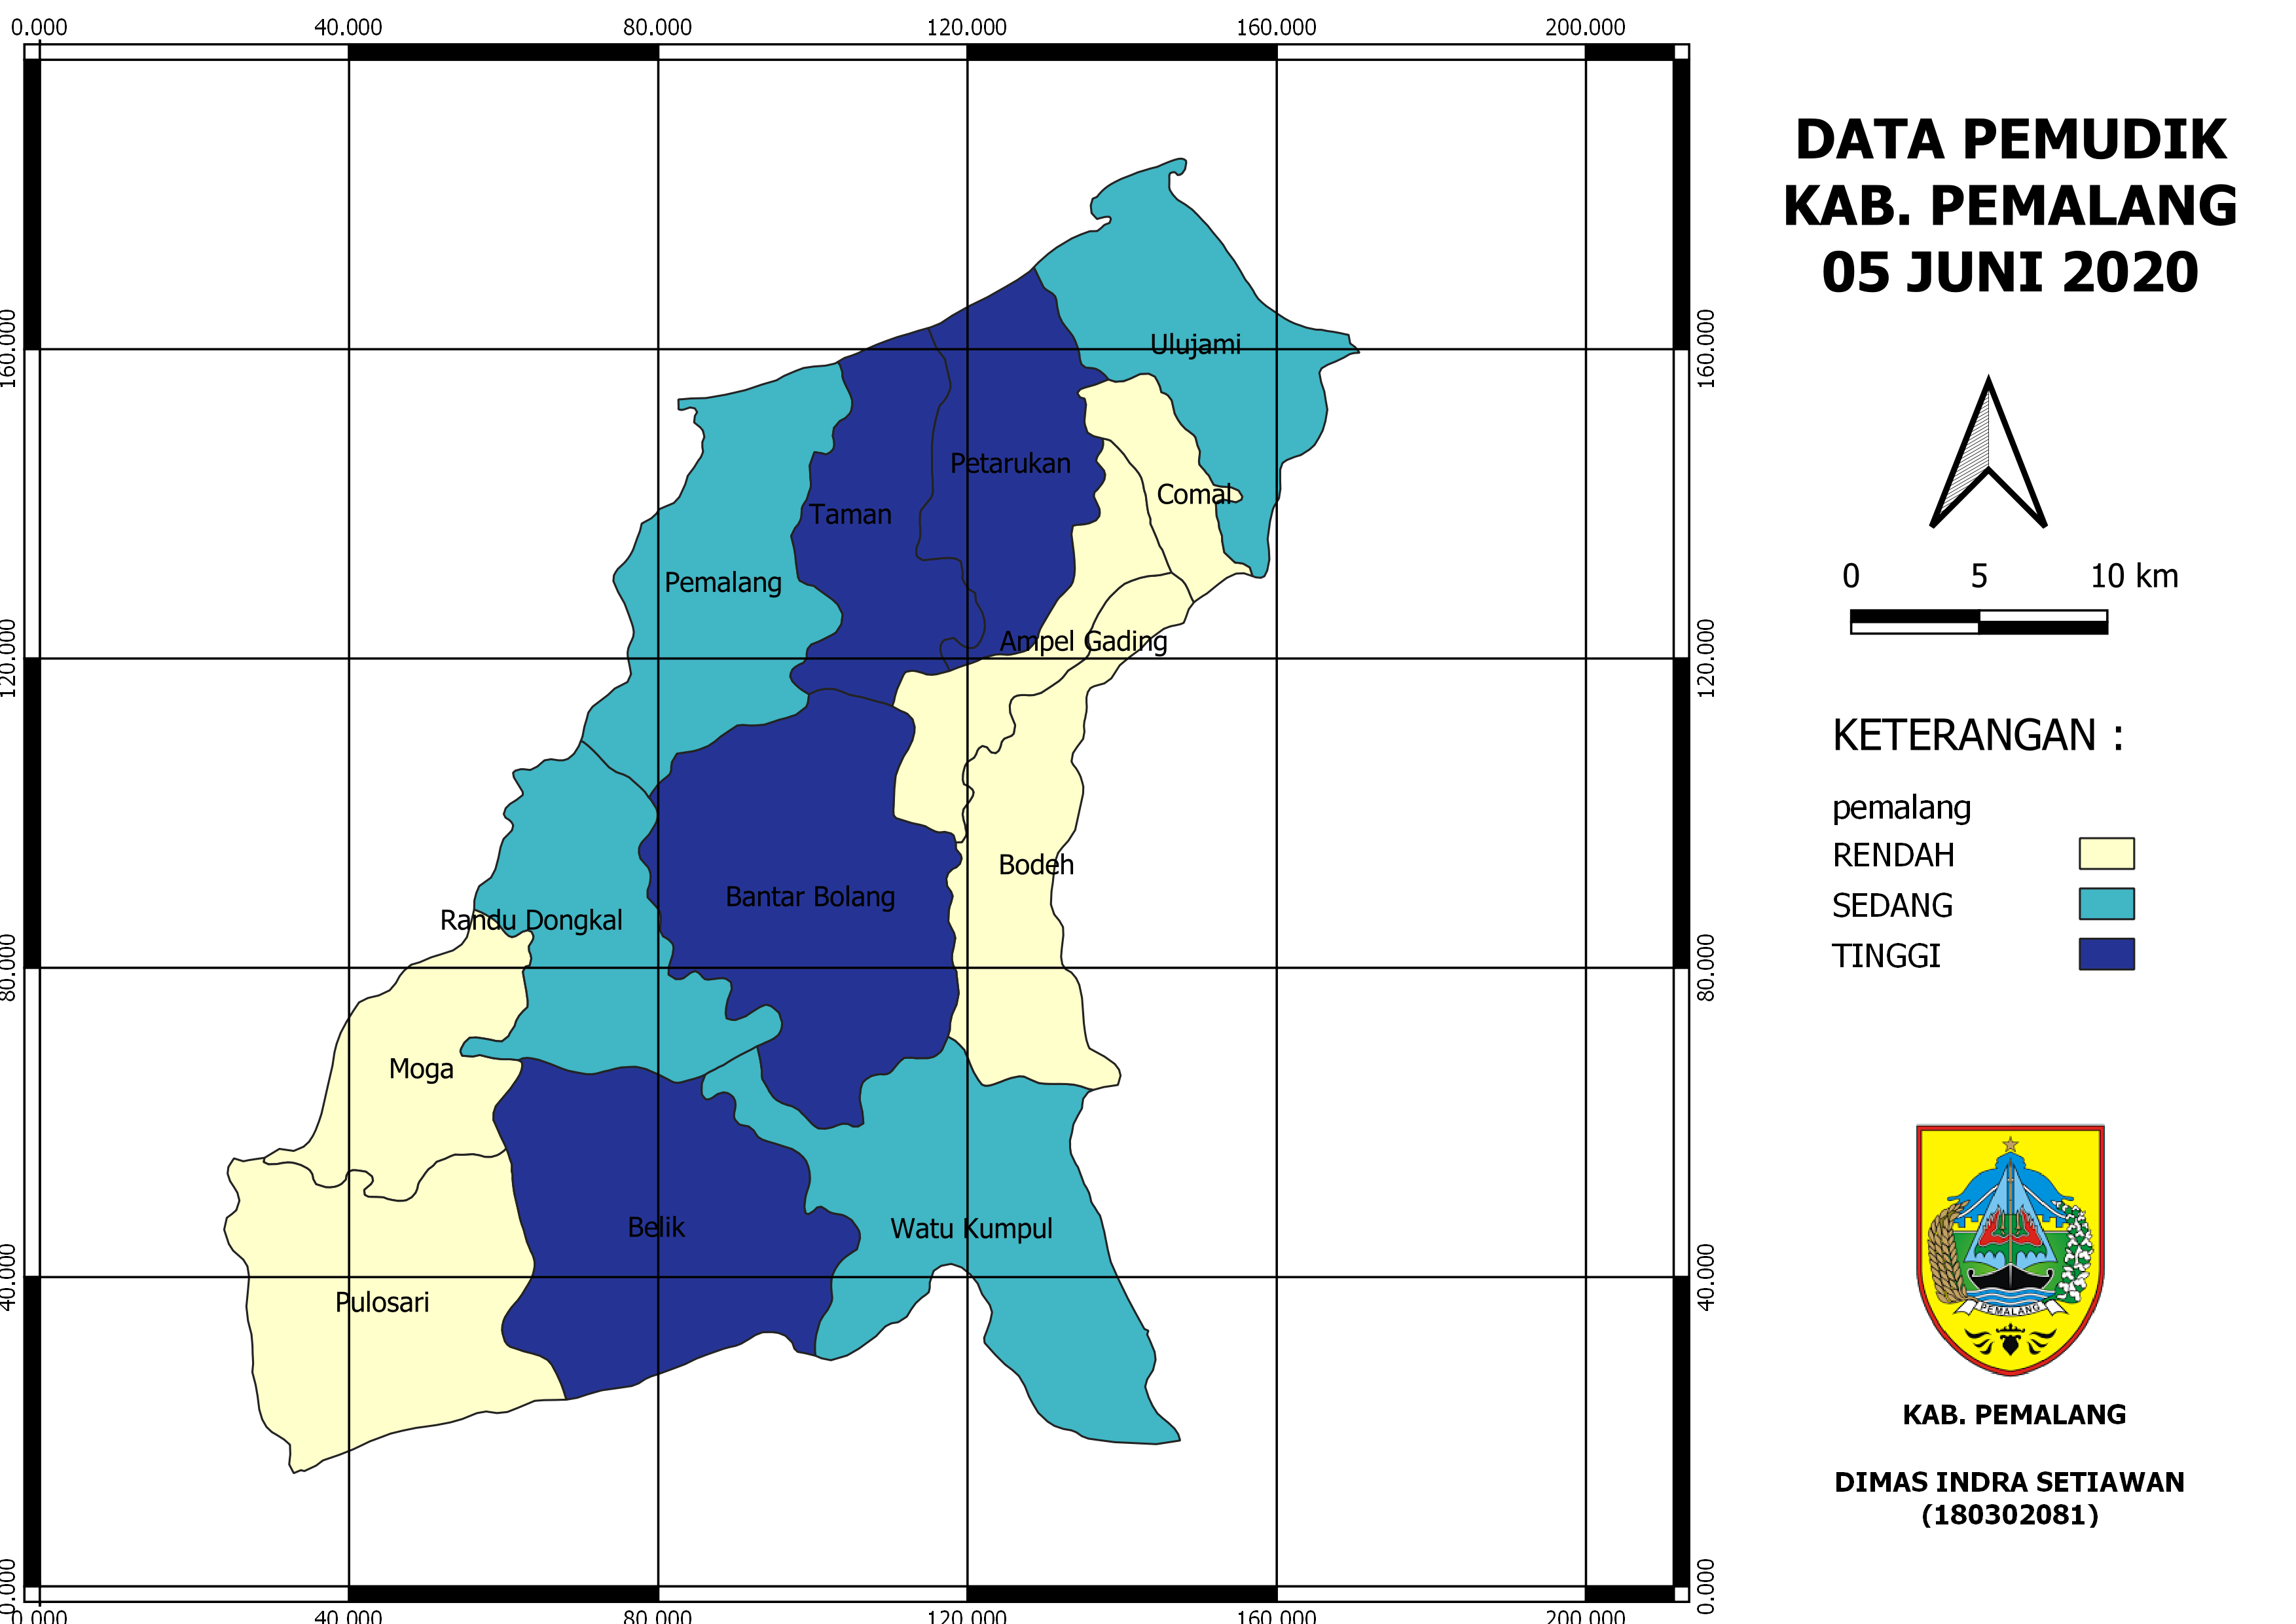 0.000 40.000 80.000 120.000 160.000 200.000
DATA PEMUDIK
KAB. PEMALANG
05 JUNI 2020
160.000
120.000
80.000
40.000
0.000
Ulujami
Petarukan
Comal
Taman
Pemalang
Ampel Gading
Bodeh
Bantar Bolang
Randu Dongkal
Moga
Belik
Watu Kumpul
Pulosari
160.000
120.000
80.000
40.000
0.000
0.000 40.000 80.000 120.000 160.000 200.000
0 5 10 km
KETERANGAN :
pemalang
RENDAH
SEDANG
TINGGI
PEMALANG
KAB. PEMALANG
DIMAS INDRA SETIAWAN
(180302081)